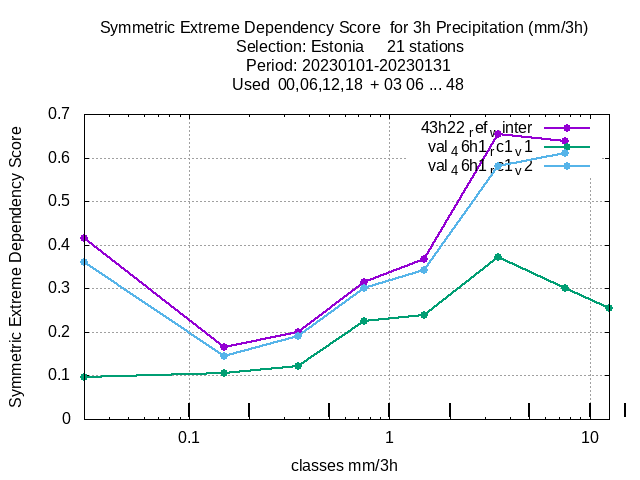 Symmetric Extreme Dependency Score  for 3h Precipitation (mm/3h)
Selection: Estonia     21 stations
Period: 20230101-20230131
Used  00,06,12,18  + 03 06 ... 48
Symmetric Extreme Dependency Score
0.7
0.6
0.5
0.4
0.3
0.2
0.1
0
43h22 ref vinter
val 46h1 rc1 v1
val 46h1 rc1 v2
0.1
1
10
classes mm/3h